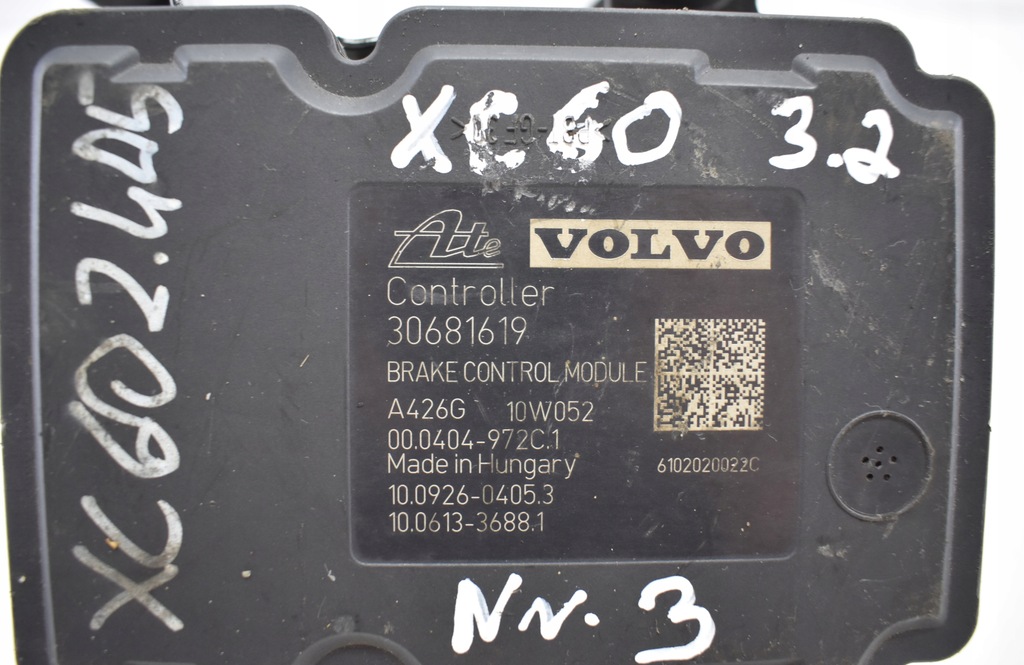 XC60 3.2
XC60 2.4d5
Ate VOLVO
Controller
30681619
BRAKE CONTROL MODULE
A426G 10W052
00.0404-972C.1
Made in Hungary
6102020022C
10.0926-0405.3
10.0613-3688.1
Nr. 3